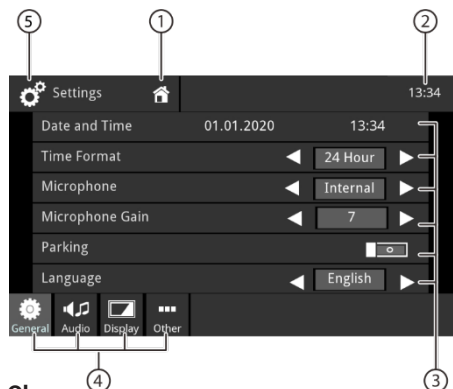 5 1 2
Settings 13:34
Date and Time 01.01.2020 13:34
Time Format 24 Hour
Microphone Internal
Microphone Gain 7
Parking
Language English
General Audio Display Other
4 3